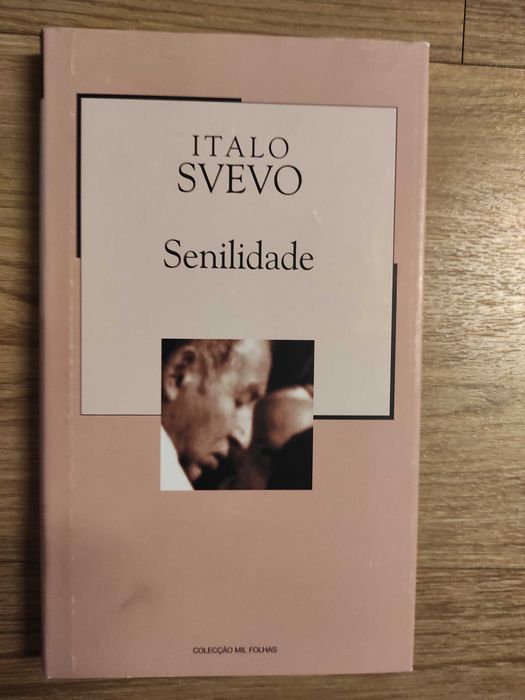 ITALO
SVEVO
Senilidade
COLECÇÃO MIL FOLHAS